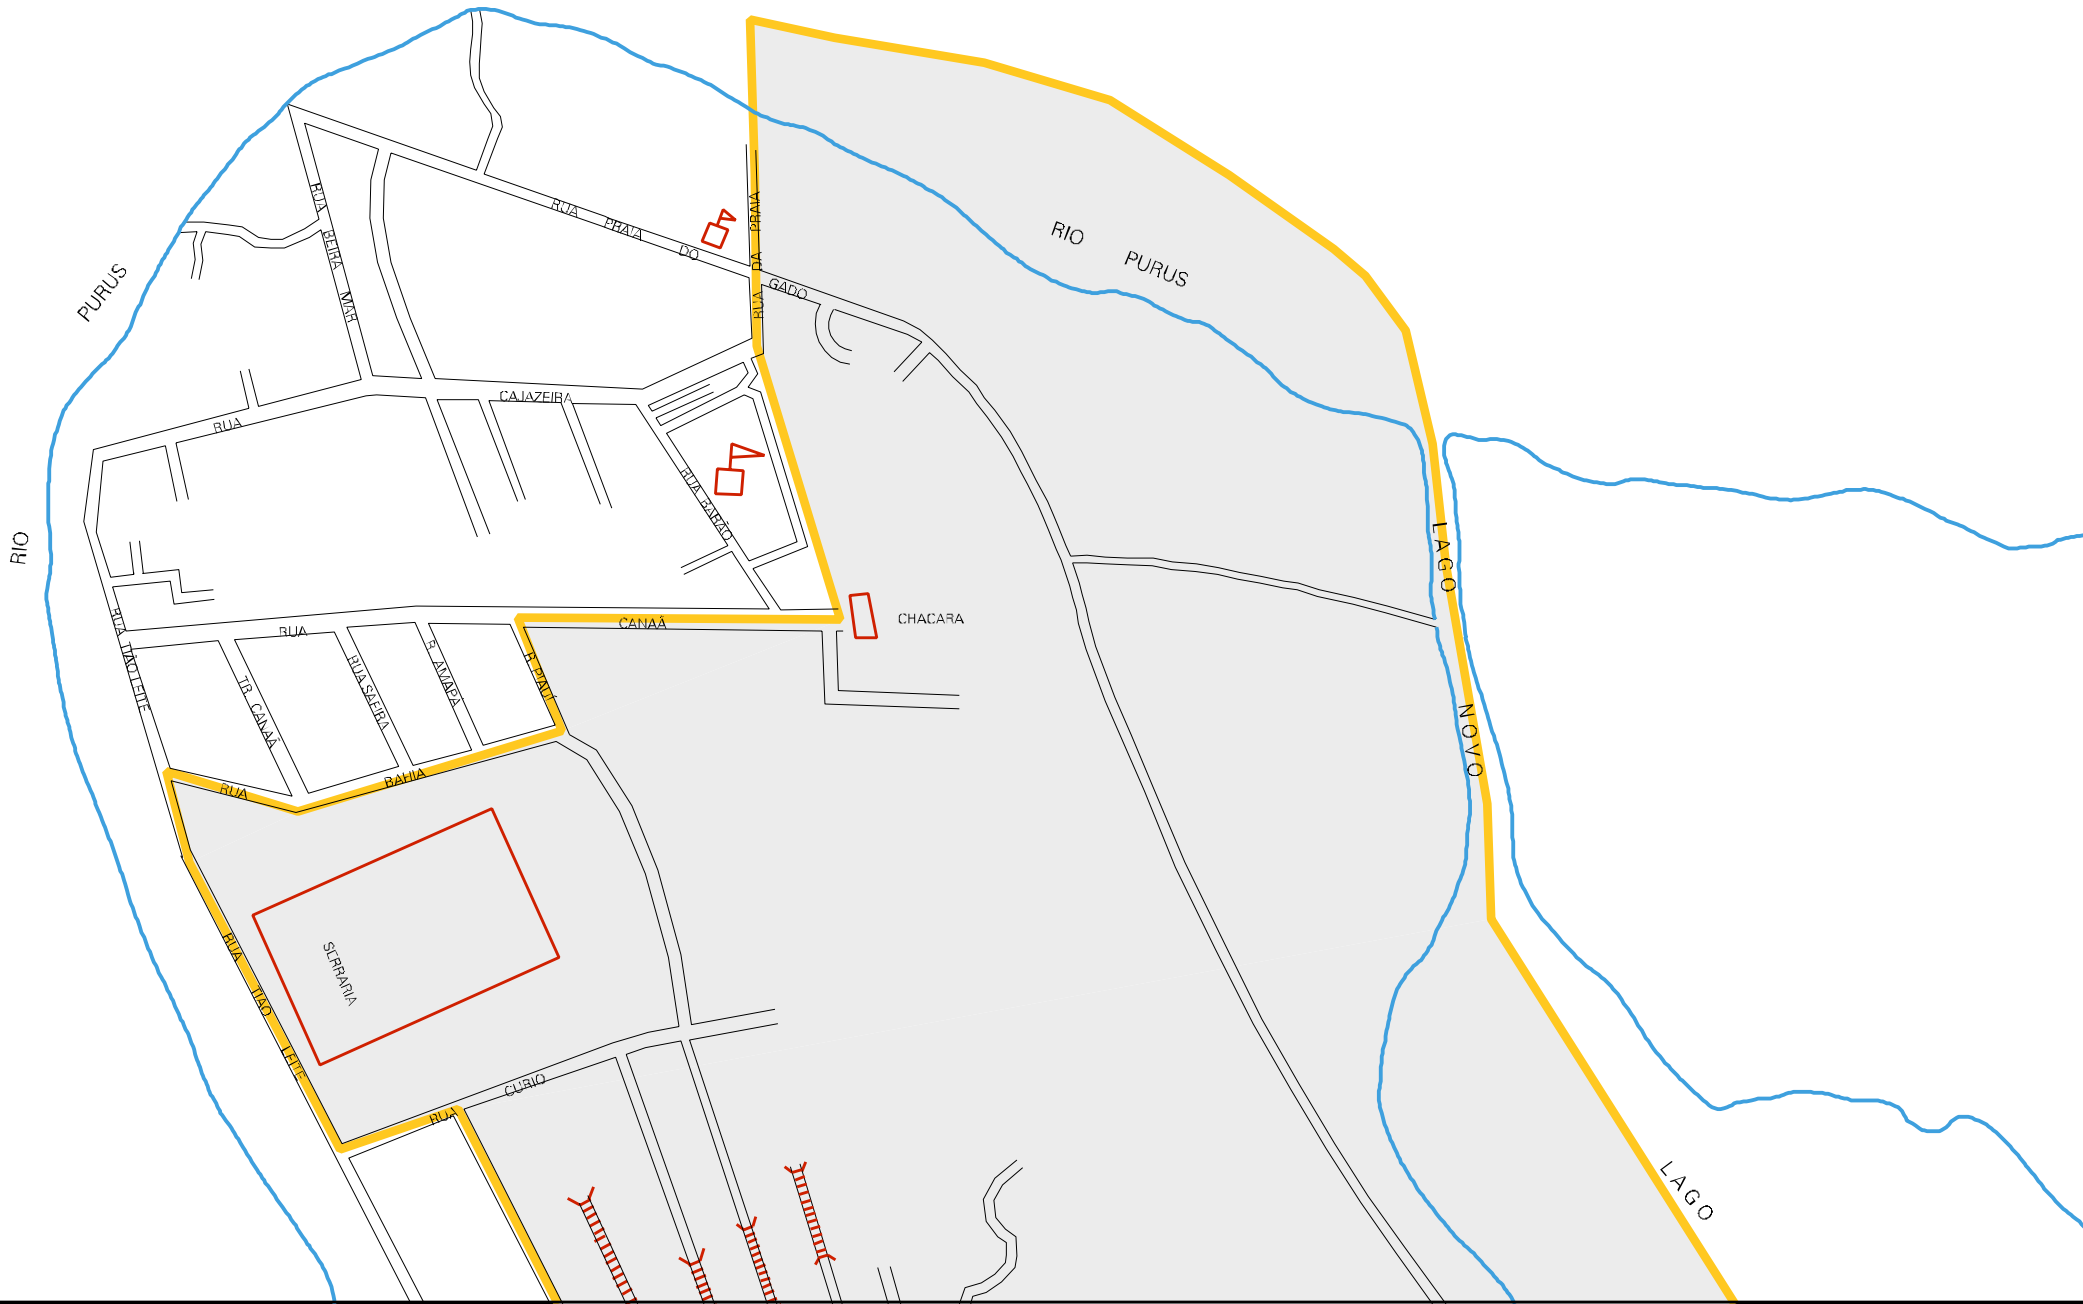 RIO PURUS
RUA BEIRA MAR
RUA PRAIA DO GADO
RUA DA PRAIA
RIO PURUS
RUA CAJAZEIRA
RUA BARÃO
LAGO NOVO
RUA TIÃO LEITE
RUA CANAÃ
CHACARA
TR. CANAÃ
RUA SAFIRA
R. AMAPÁ
R. PIAUÍ
RUA BAHIA
SERRARIA
RUA TIAO LEITE
RUA CURIO
LAGO